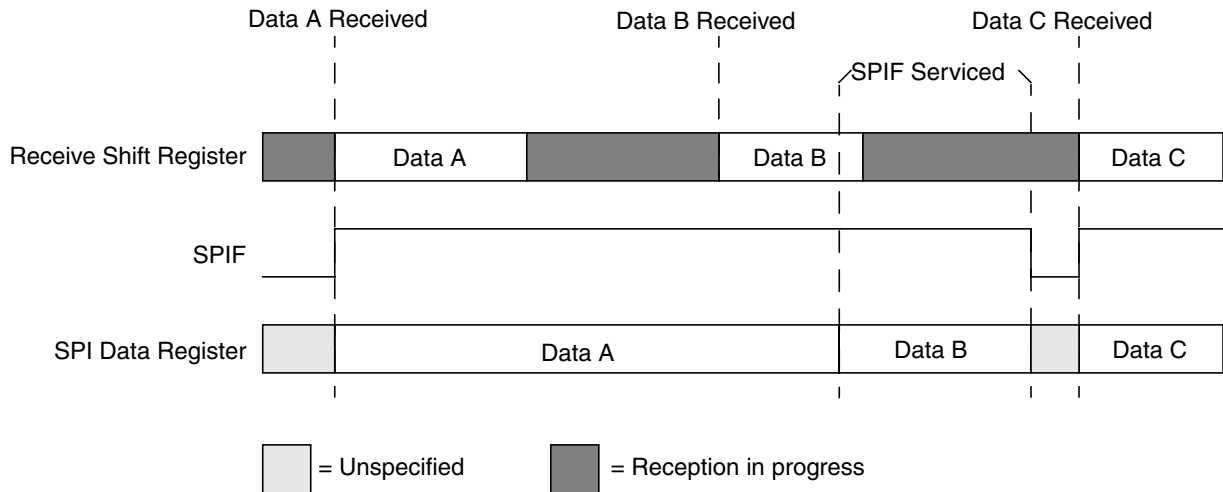 Data A Received
Data B Received
Data C Received
SPIF Serviced
Receive Shift Register
Data A
Data B
Data C
SPIF
SPI Data Register
Data A
Data B
Data C
= Unspecified
= Reception in progress